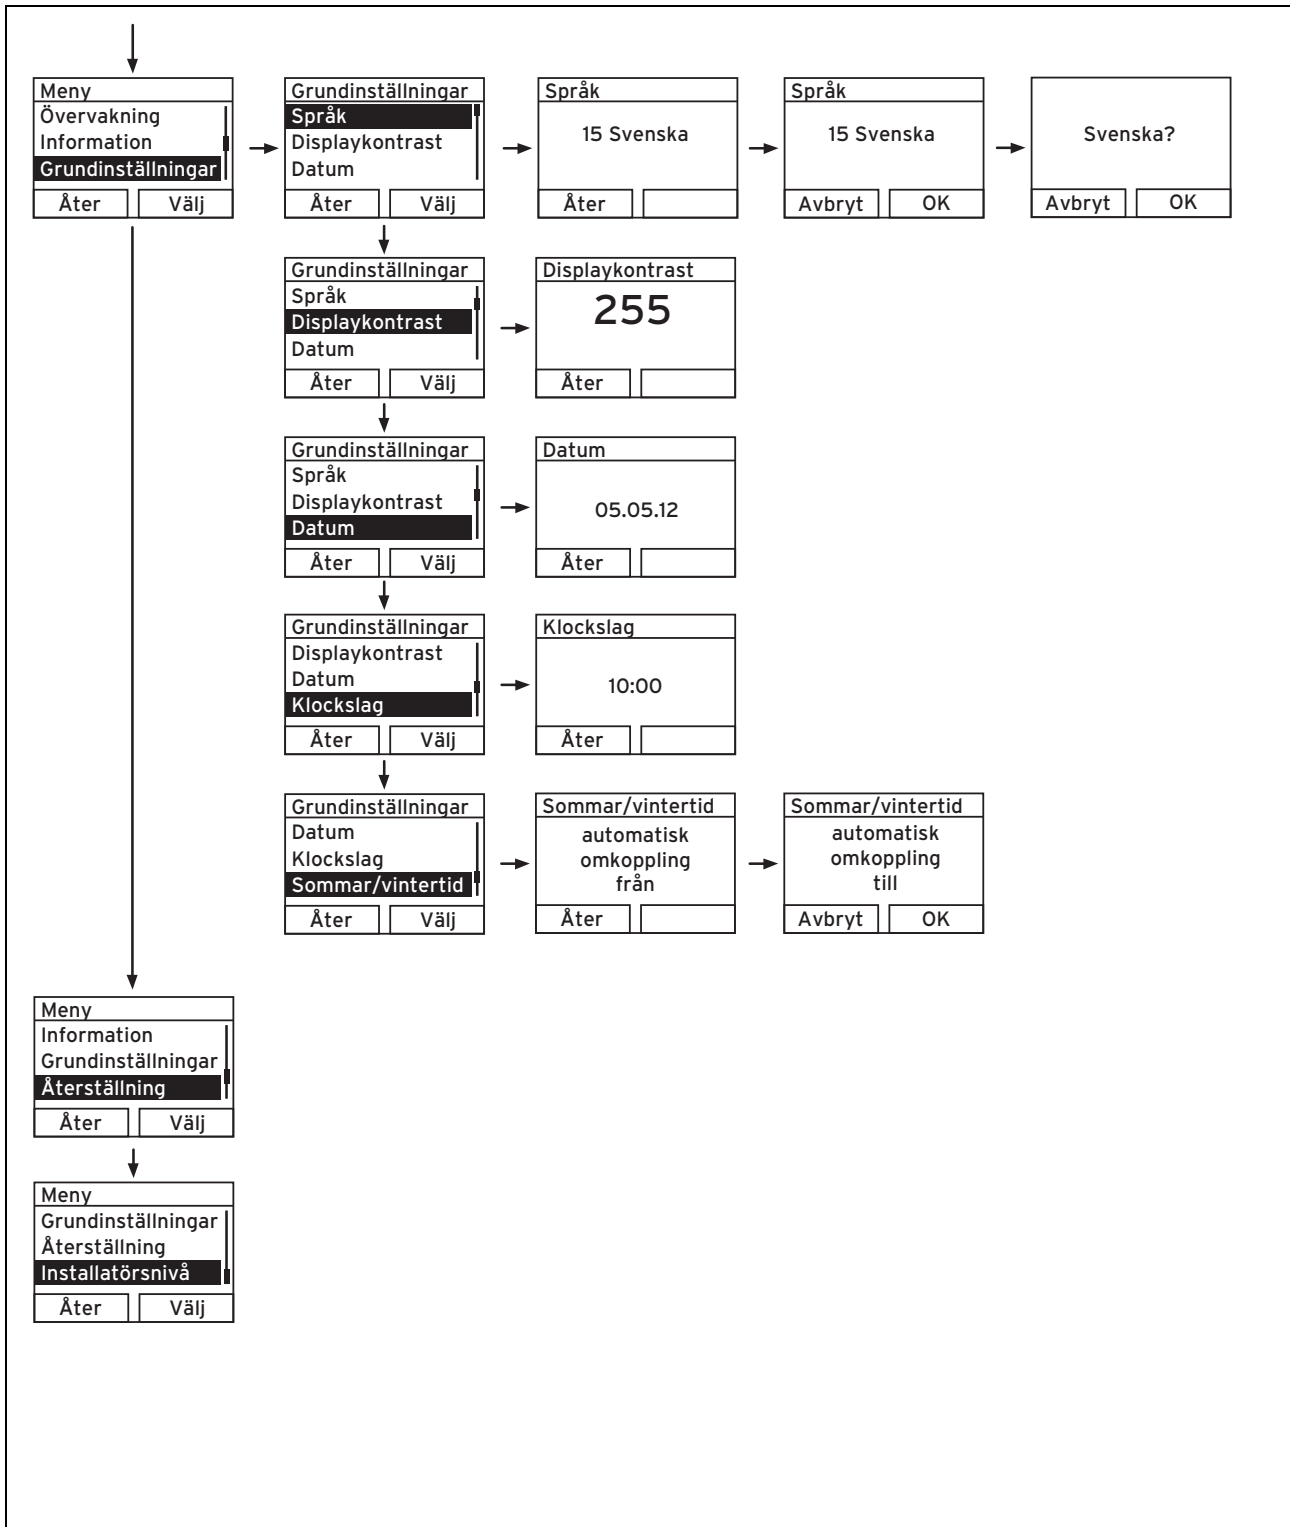 Meny
Övervakning
Information
Grundinställningar
Åter Välj
Grundinställningar
Språk
Displaykontrast
Datum
Åter Välj
Språk
15 Svenska
Åter
Språk
15 Svenska
Avbryt OK
Svenska?
Avbryt OK
Grundinställningar
Språk
Displaykontrast
Datum
Åter Välj
Displaykontrast
255
Åter
Grundinställningar
Språk
Displaykontrast
Datum
Åter Välj
Datum
05.05.12
Åter
Grundinställningar
Displaykontrast
Datum
Klockslag
Åter Välj
Klockslag
10:00
Åter
Grundinställningar
Datum
Klockslag
Sommar/vintertid
Åter Välj
Sommar/vintertid
automatisk
omkoppling
från
Åter
Sommar/vintertid
automatisk
omkoppling
till
Avbryt OK
Meny
Information
Grundinställningar
Återställning
Åter Välj
Meny
Grundinställningar
Återställning
Installatörsnivå
Åter Välj